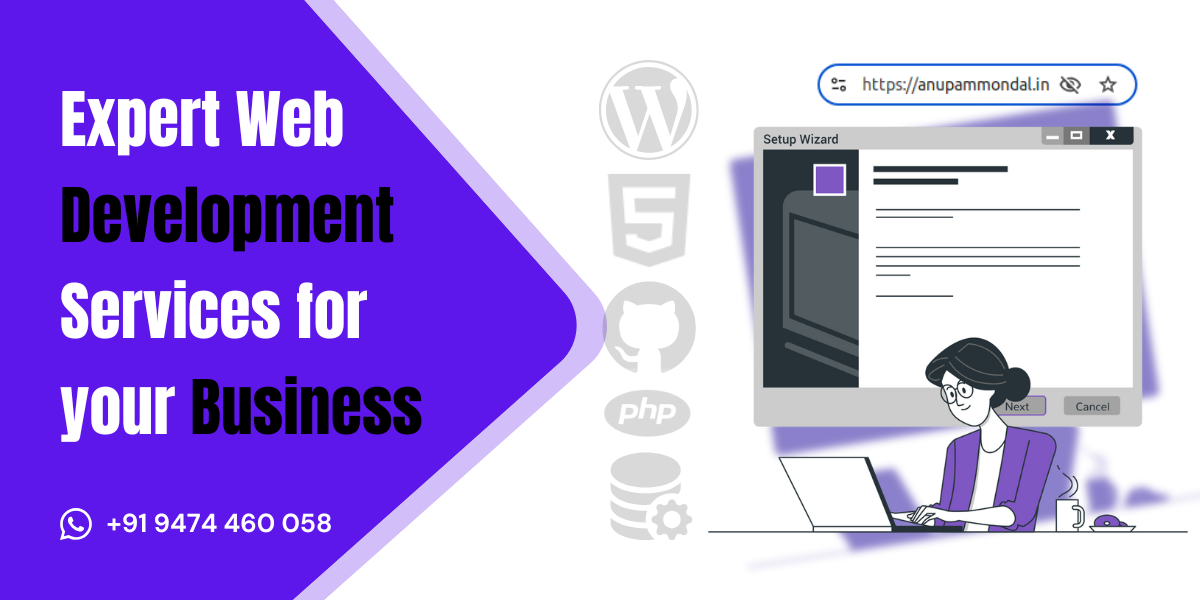 Expert Web
Development
Services for
your Business
+91 9474 460 058
php
https://anupammondal.in
Setup Wizard
X
Next
Cancel